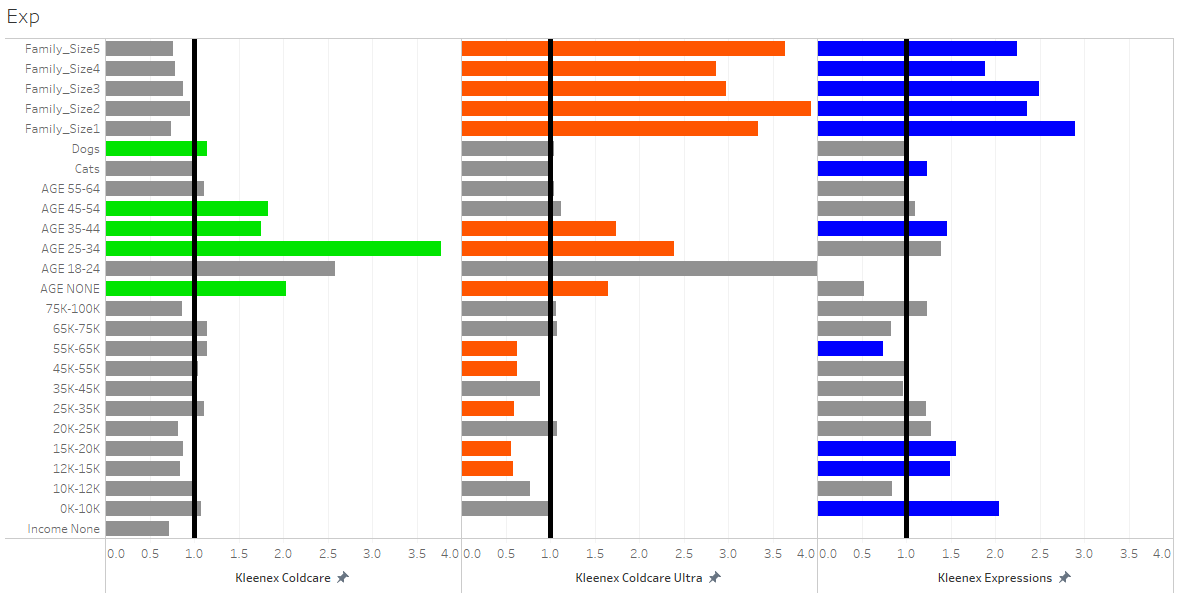 Exp
Family_Size5
Family_Size4
Family_Size3
Family_Size2
Family_Size1
Dogs
Cats
AGE 55-64
AGE 45-54
AGE 35-44
AGE 25-34
AGE 18-24
AGE NONE
75K-100K
65K-75K
55K-65K
45K-55K
35K-45K
25K-35K
20K-25K
15K-20K
12K-15K
10K-12K
0K-10K
Income None
0.0 0.5 1.0 1.5 2.0 2.5 3.0 3.5 4.0 0.0 0.5 1.0 1.5 2.0 2.5 3.0 3.5 4.0 0.0 0.5 1.0 1.5 2.0 2.5 3.0 3.5 4.0
Kleenex Coldcare Kleenex Coldcare Ultra Kleenex Expressions